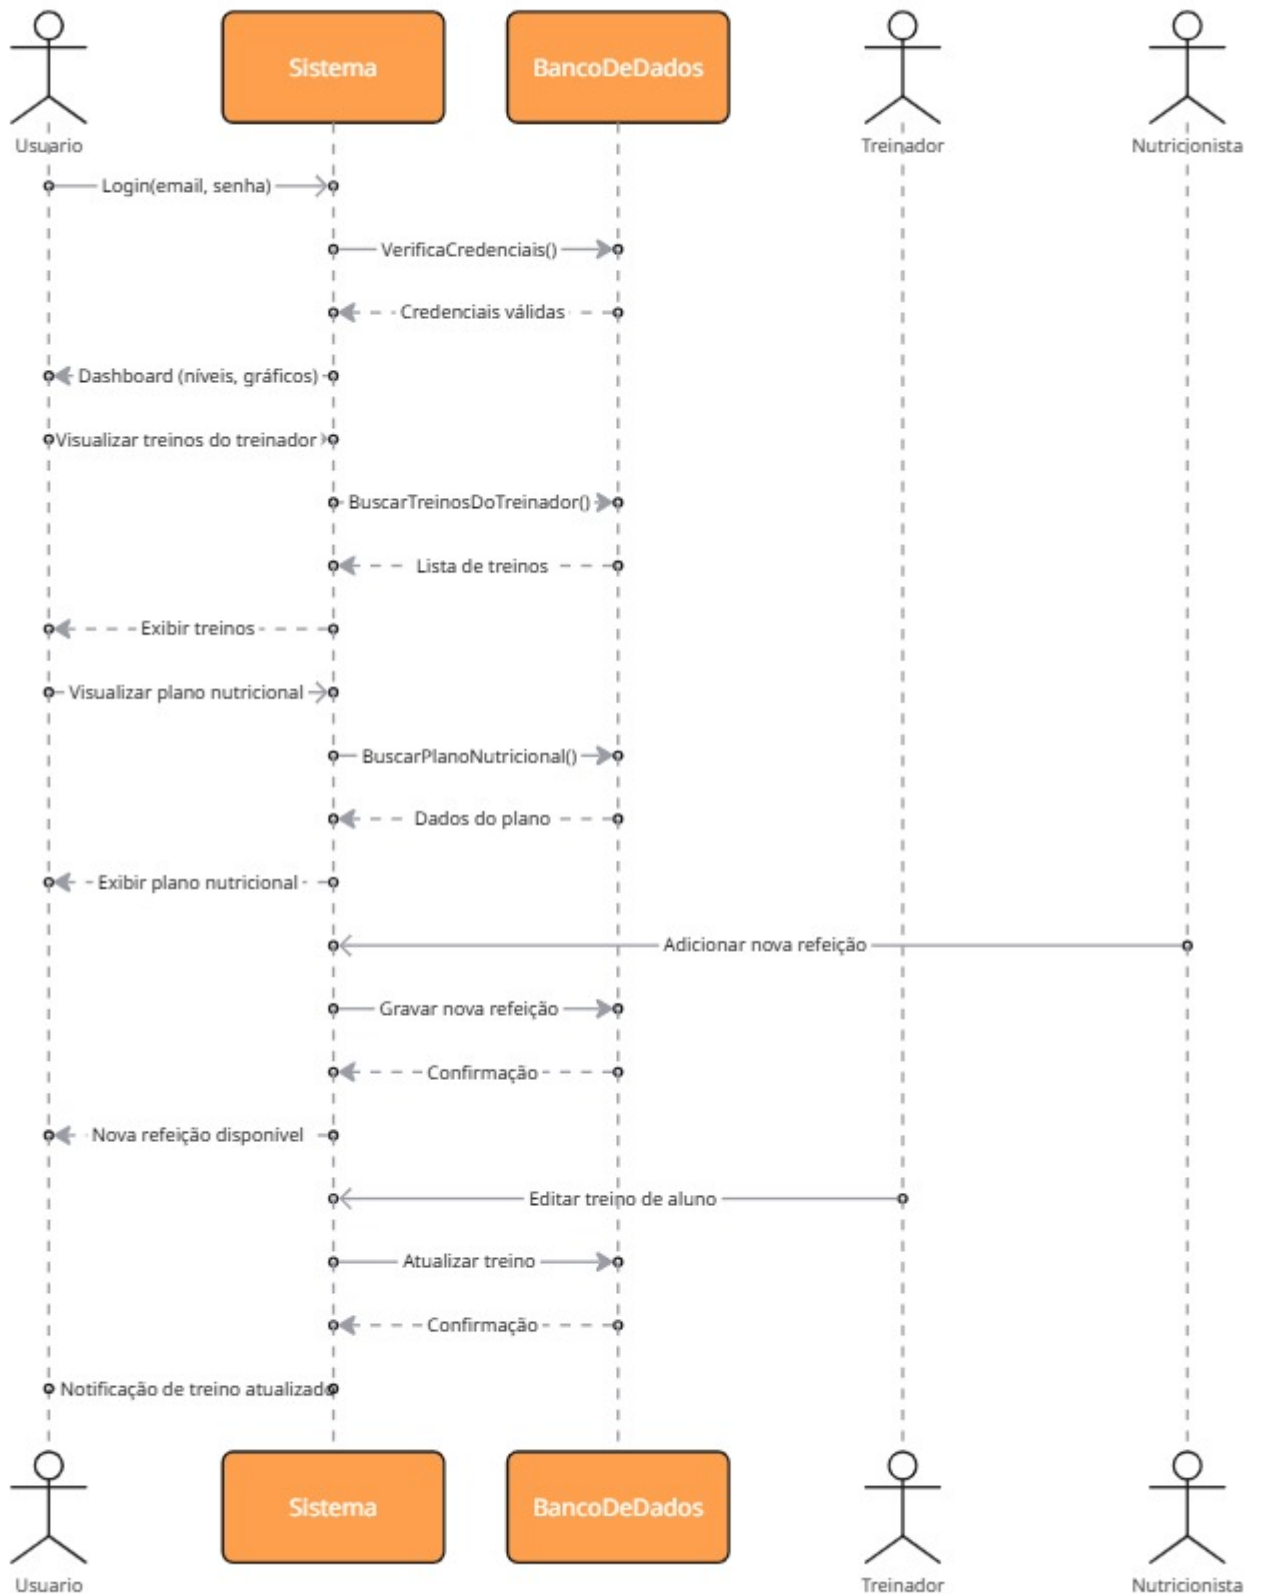 Sistema
BancoDeDados
Usuario
Treinador
Nutricionista
Login(email, senha)
VerificaCredenciais()
Credenciais válidas
Dashboard (níveis, gráficos)
Visualizar treinos do treinador
BuscarTreinosDoTreinador()
Lista de treinos
Exibir treinos
Visualizar plano nutricional
BuscarPlanoNutricional()
Dados do plano
Exibir plano nutricional
Adicionar nova refeição
Gravar nova refeição
Confirmação
Nova refeição disponível
Editar treino de aluno
Atualizar treino
Confirmação
Notificação de treino atualizado
Sistema
BancoDeDados
Usuario
Treinador
Nutricionista